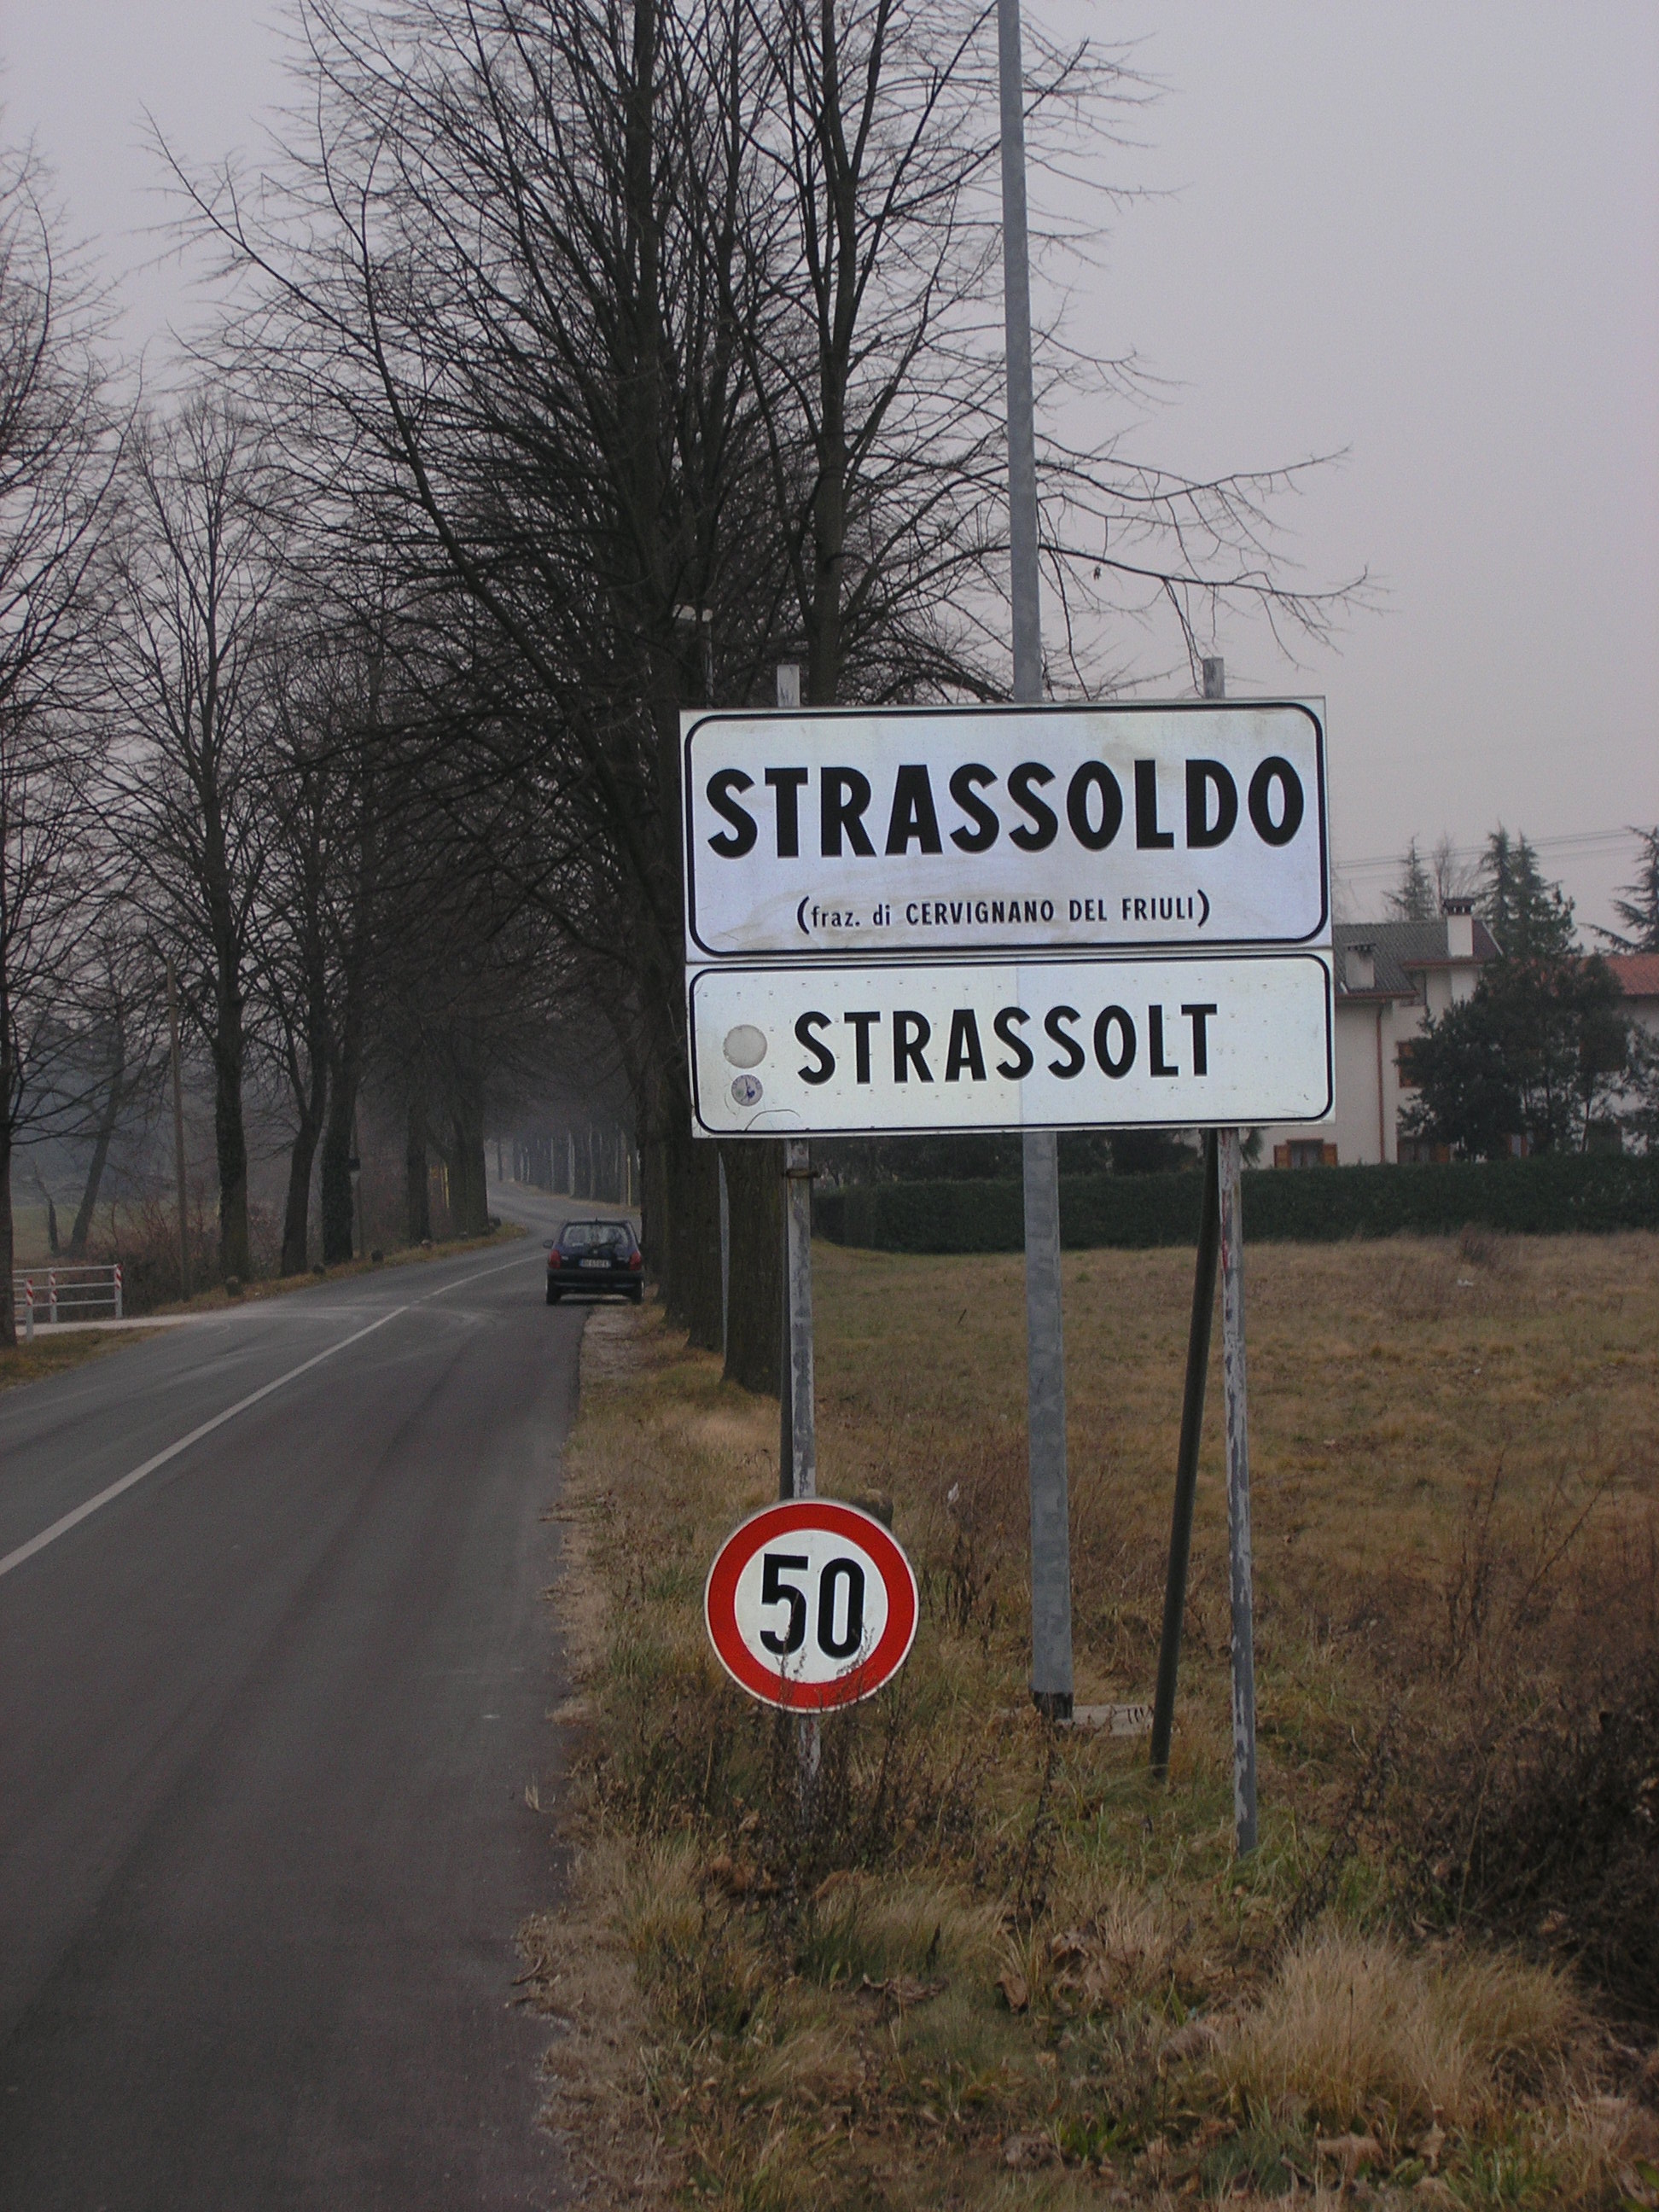 STRASSOLDO
(fraz. di CERVIGNANO DEL FRIULI)
STRASSOLT
50